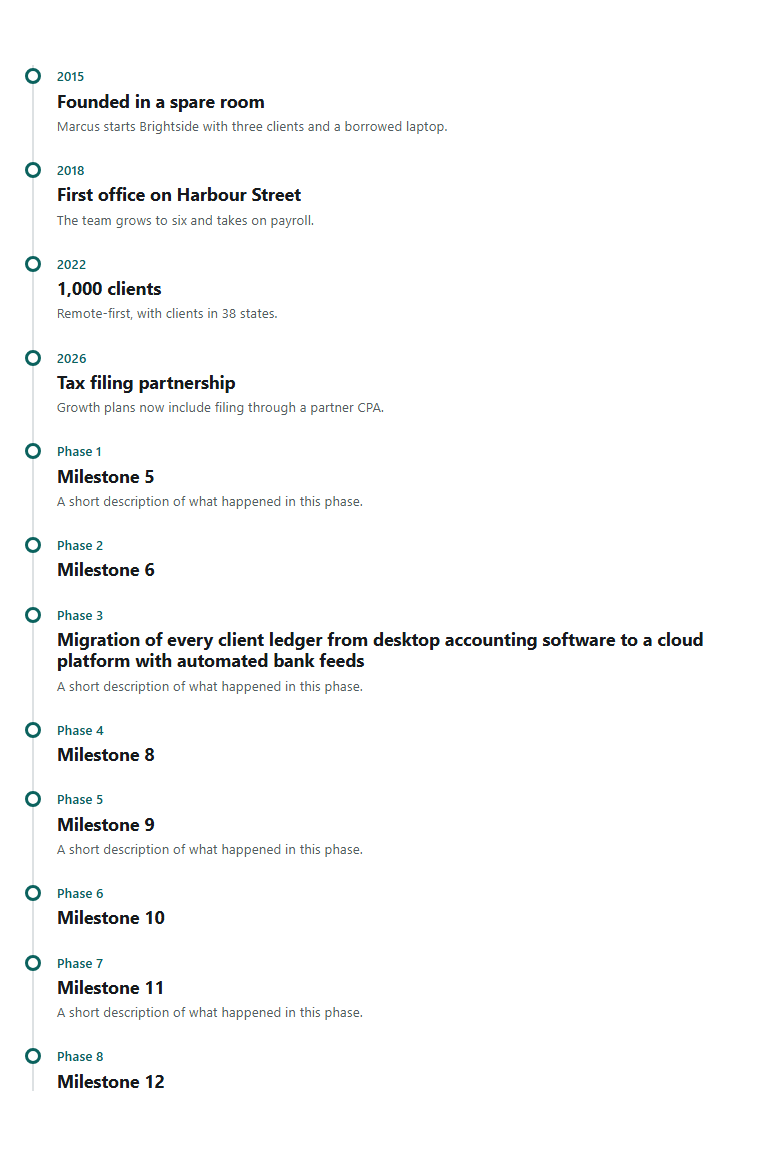 2015
Founded in a spare room
Marcus starts Brightside with three clients and a borrowed laptop.
2018
First office on Harbour Street
The team grows to six and takes on payroll.
2022
1,000 clients
Remote-first, with clients in 38 states.
2026
Tax filing partnership
Growth plans now include filing through a partner CPA.
Phase 1
Milestone 5
A short description of what happened in this phase.
Phase 2
Milestone 6
Phase 3
Migration of every client ledger from desktop accounting software to a cloud
platform with automated bank feeds
A short description of what happened in this phase.
Phase 4
Milestone 8
Phase 5
Milestone 9
A short description of what happened in this phase.
Phase 6
Milestone 10
Phase 7
Milestone 11
A short description of what happened in this phase.
Phase 8
Milestone 12